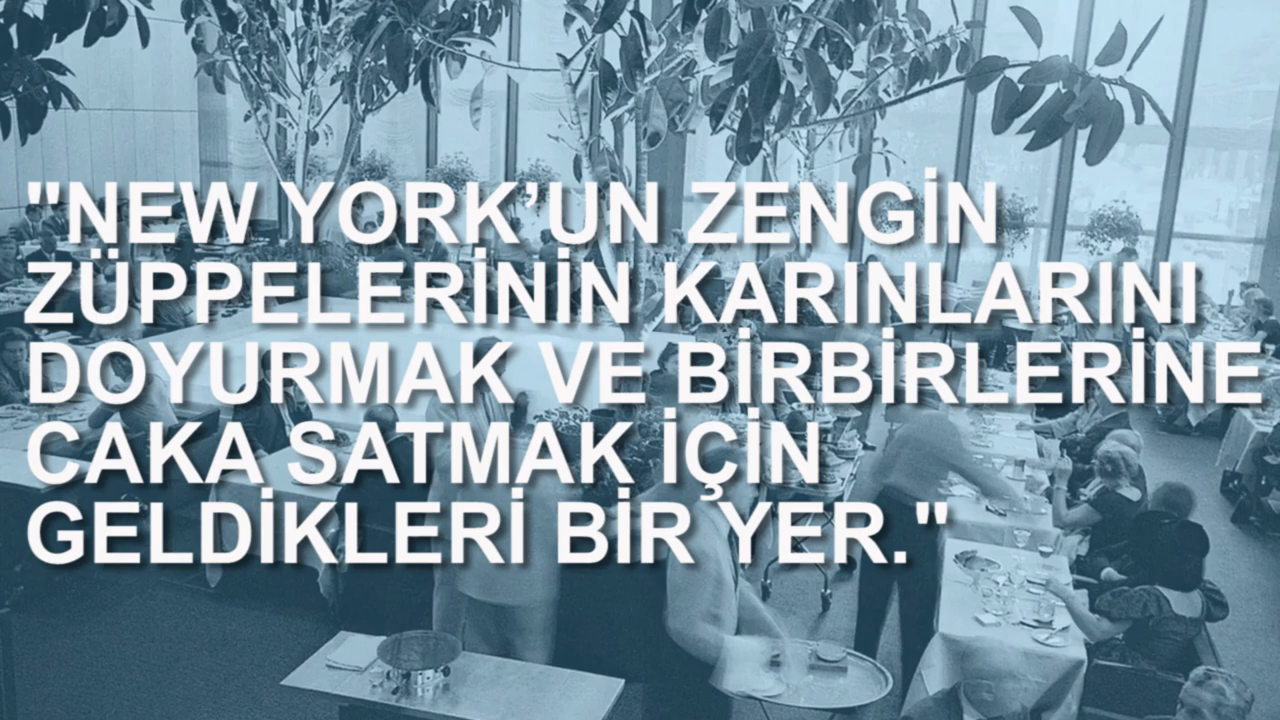 "NEW YORK’UN ZENGİN
ZÜPPELERİNİN KARINLARINI
DOYURMAK VE BİRBİRLERİNE
CAKA SATMAK İÇİN
GELDİKLERİ BİR YER."